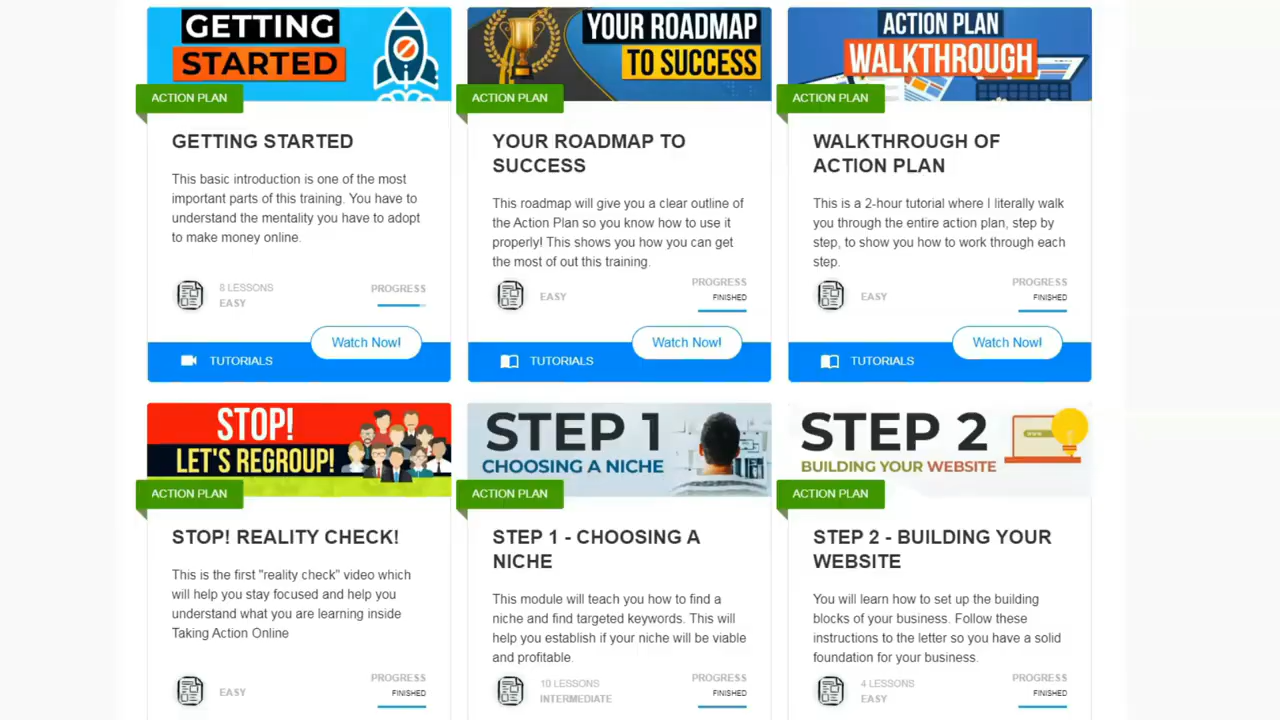 GETTING
STARTED
ACTION PLAN
GETTING STARTED
This basic introduction is one of the most
important parts of this training. You have to
understand the mentality you have to adopt
to make money online.
8 LESSONS
EASY
PROGRESS
Watch Now!
TUTORIALS
YOUR ROADMAP
TO SUCCESS
ACTION PLAN
YOUR ROADMAP TO
SUCCESS
This roadmap will give you a clear outline of
the Action Plan so you know how to use it
properly! This shows you how you can get
the most of out this training.
EASY
PROGRESS
FINISHED
Watch Now!
TUTORIALS
ACTION PLAN
WALKTHROUGH
ACTION PLAN
WALKTHROUGH OF
ACTION PLAN
This is a 2-hour tutorial where I literally walk
you through the entire action plan, step by
step, to show you how to work through each
step.
EASY
PROGRESS
FINISHED
Watch Now!
TUTORIALS
STOP!
LET'S REGROUP!
ACTION PLAN
STOP! REALITY CHECK!
This is the first "reality check" video which
will help you stay focused and help you
understand what you are learning inside
Taking Action Online
EASY
PROGRESS
FINISHED
STEP 1
CHOOSING A NICHE
ACTION PLAN
STEP 1 - CHOOSING A
NICHE
This module will teach you how to find a
niche and find targeted keywords. This will
help you establish if your niche will be viable
and profitable.
10 LESSONS
INTERMEDIATE
PROGRESS
FINISHED
STEP 2
BUILDING YOUR WEBSITE
ACTION PLAN
STEP 2 - BUILDING YOUR
WEBSITE
You will learn how to set up the building
blocks of your business. Follow these
instructions to the letter so you have a solid
foundation for your business.
4 LESSONS
EASY
PROGRESS
FINISHED